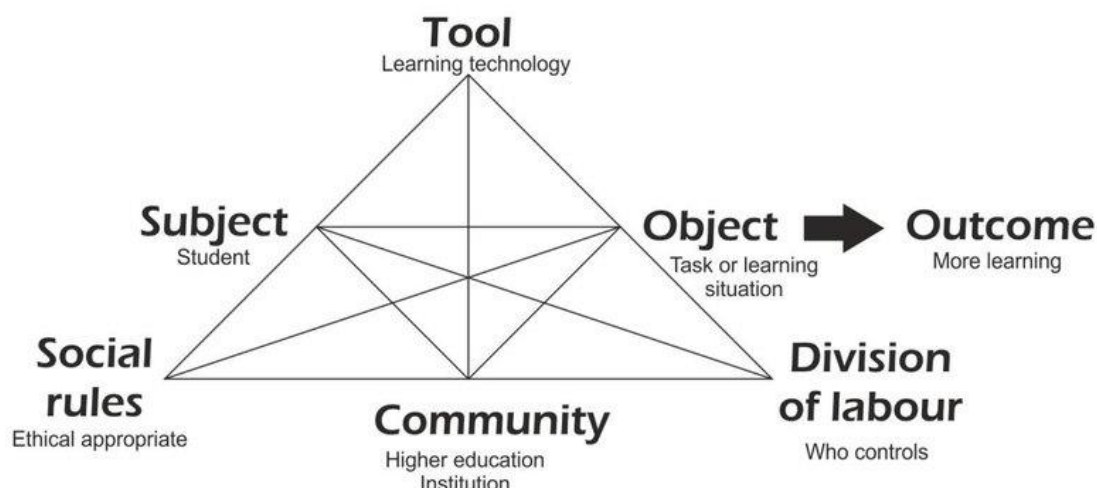 Tool
Learning technology
Subject
Student
Object
Task or learning
situation
Outcome
More learning
Social
rules
Ethical appropriate
Community
Higher education
Institution
Division
of labour
Who controls